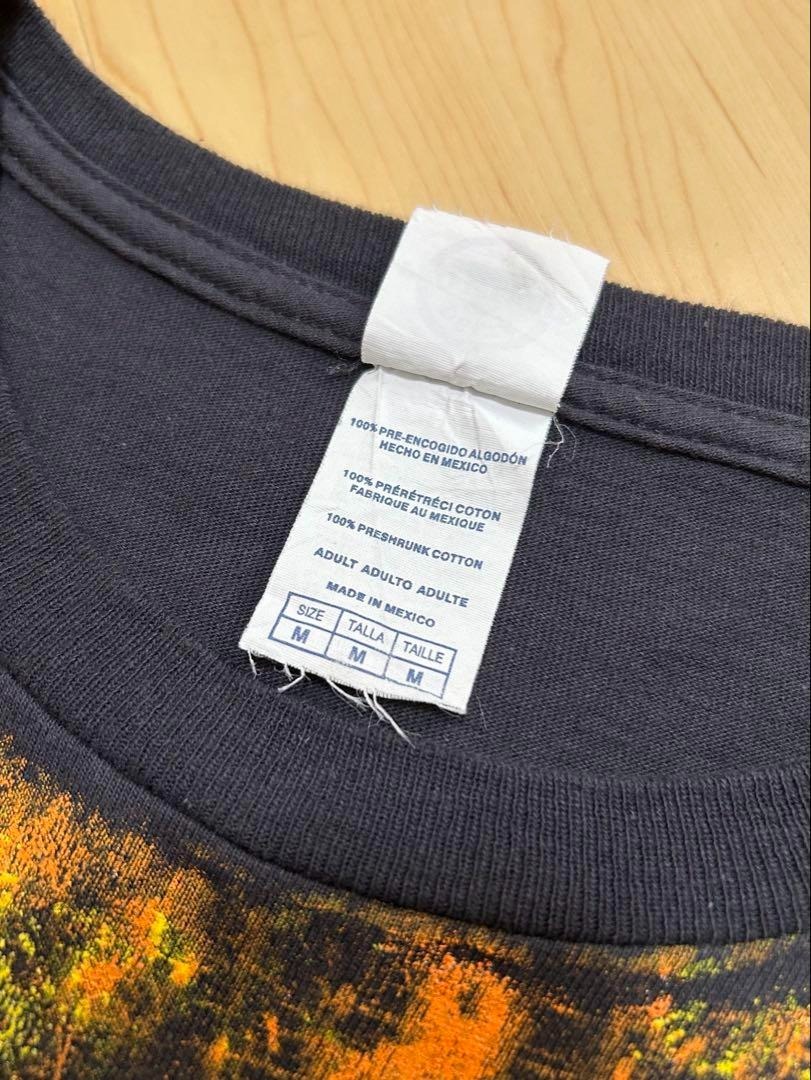 100% PRE-ENCOGIDO ALGODÓN
HECHO EN MEXICO
100% PRÉRÉTRÉCI COTON
FABRIQUE AU MEXIQUE
100% PRESHRUNK COTTON
ADULT ADULTO ADULTE
MADE IN MEXICO
SIZE TALLA TAILLE
M M M